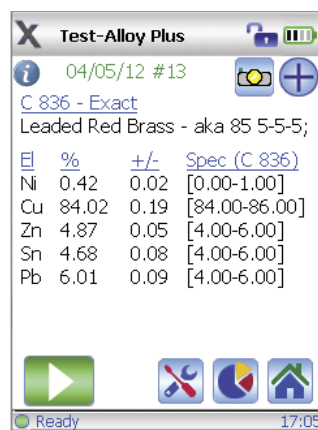 X Test-Alloy Plus
i 04/05/12 #13
C 836 - Exact
Leaded Red Brass - aka 85 5-5-5;
El % +/- Spec (C 836)
Ni 0.42 0.02 [0.00-1.00]
Cu 84.02 0.19 [84.00-86.00]
Zn 4.87 0.05 [4.00-6.00]
Sn 4.68 0.08 [4.00-6.00]
Pb 6.01 0.09 [4.00-6.00]
Ready 17:05